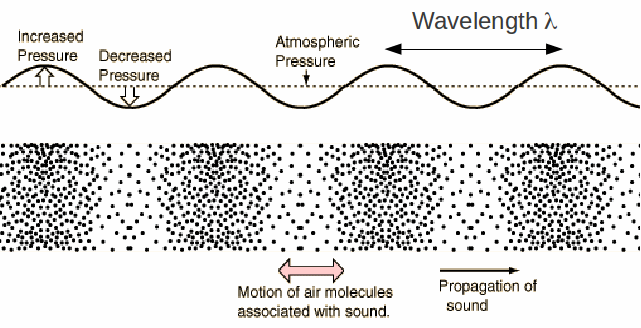 Increased
Pressure
Decreased
Pressure
Atmospheric
Pressure
Wavelength λ
Motion of air molecules
associated with sound.
Propagation of
sound